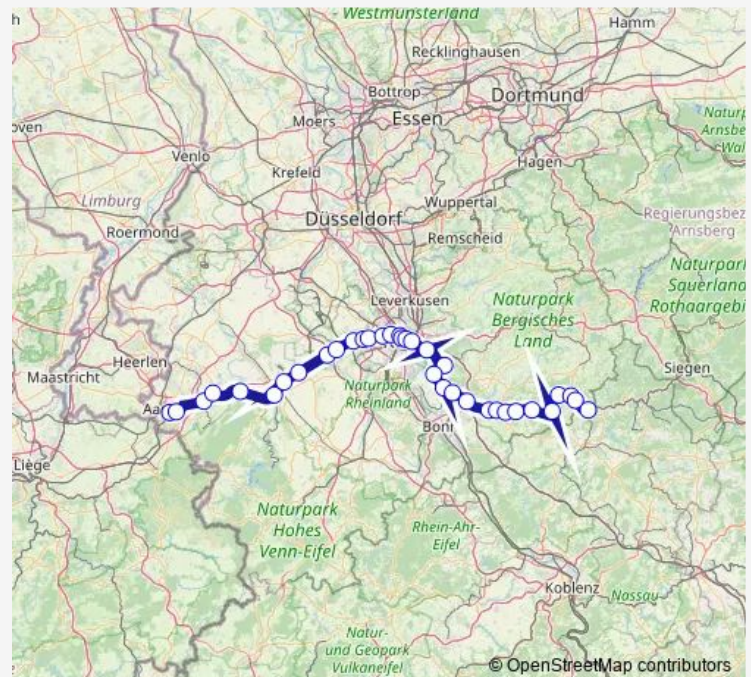 Westmünsterland
Hamm
Recklinghausen
Bottrop
Dortmund
Moers
Essen
Naturp
Arnsbe
Wal
oven
Venlo
Hagen
Krefeld
Limburg
Wuppertal
Roermond
Düsseldorf
Remscheid
Regierungsbez
Arnsberg
Naturpar
Sauerland
Rothaargebi
Leverkusen
Naturpark
Bergisches
Land
Heerlen
Maastricht
Naturpark
Rheinland
Siegen
Aa
Bonn
Liège
Naturpark
Hohes
Venn-Eifel
Rhein-Ahr-
Eifel
Koblenz
Nassau
Natur-
und Geopark
Vulkaneifel
© OpenStreetMap contributors